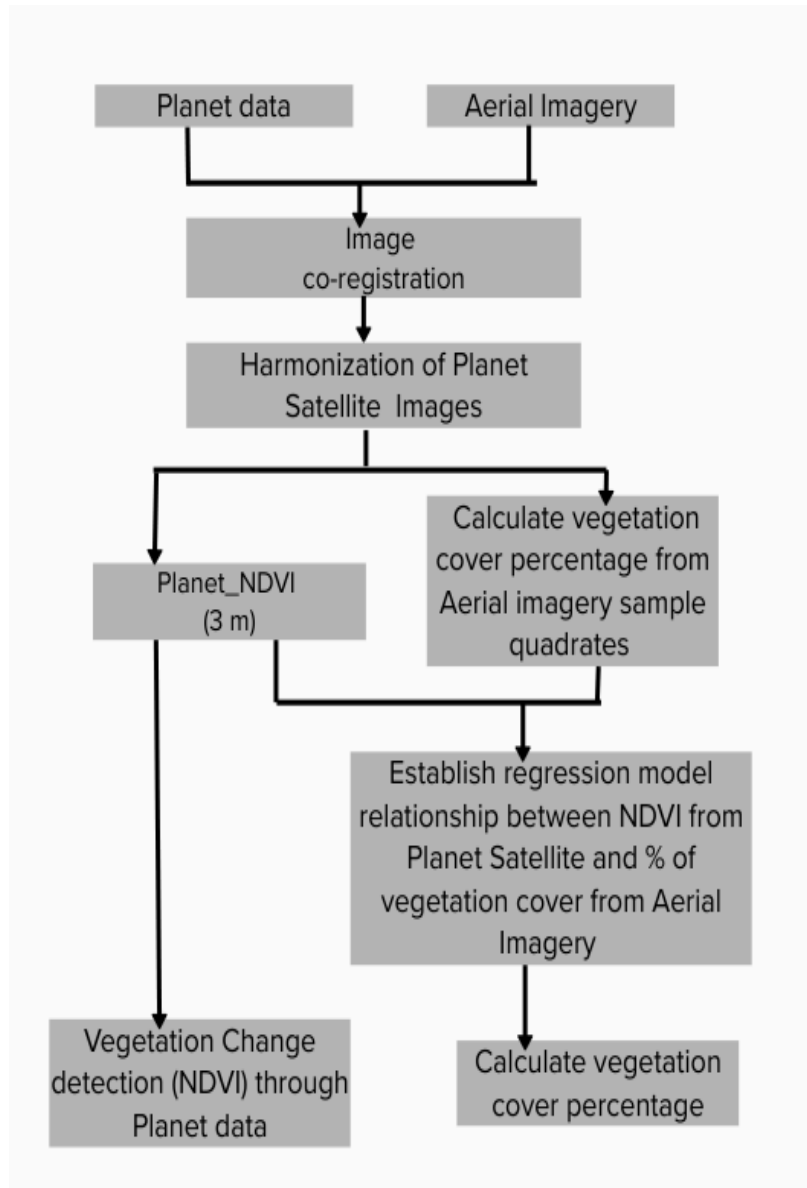 Planet data
Aerial Imagery
Image
co-registration
Harmonization of Planet
Satellite Images
Calculate vegetation
cover percentage from
Aerial imagery sample
quadrates
Planet_NDVI
(3 m)
Establish regression model
relationship between NDVI from
Planet Satellite and % of
vegetation cover from Aerial
Imagery
Vegetation Change
detection (NDVI) through
Planet data
Calculate vegetation
cover percentage